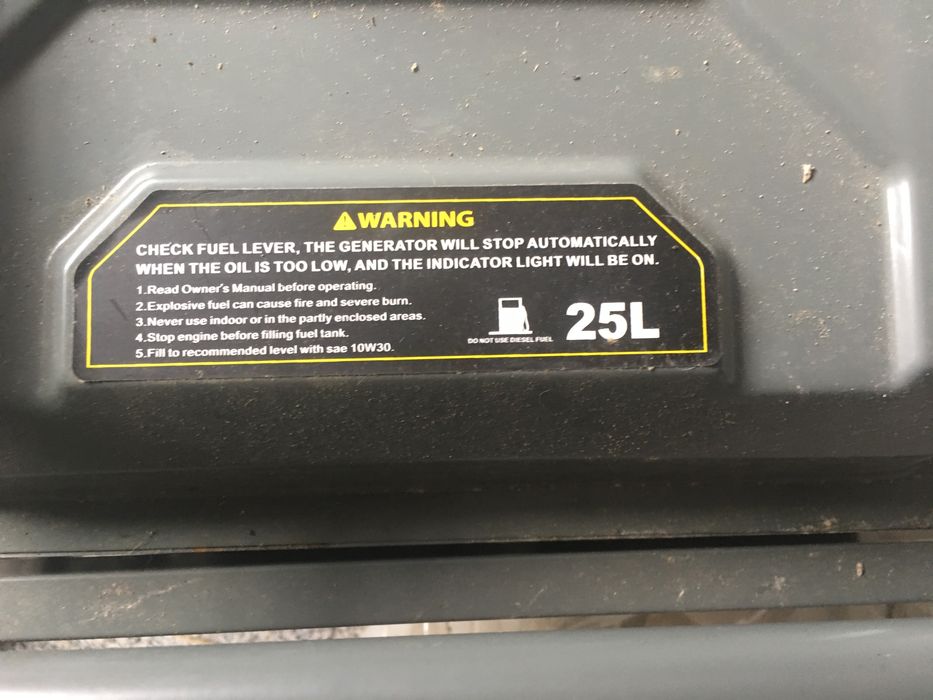 WARNING
CHECK FUEL LEVER, THE GENERATOR WILL STOP AUTOMATICALLY
WHEN THE OIL IS TOO LOW, AND THE INDICATOR LIGHT WILL BE ON.
1.Read Owner's Manual before operating.
2.Explosive fuel can cause fire and severe burn.
3.Never use indoor or in the partly enclosed areas.
4.Stop engine before filling fuel tank.
5.Fill to recommended level with sae 10W30.
DO NOT USE DIESEL FUEL
25L